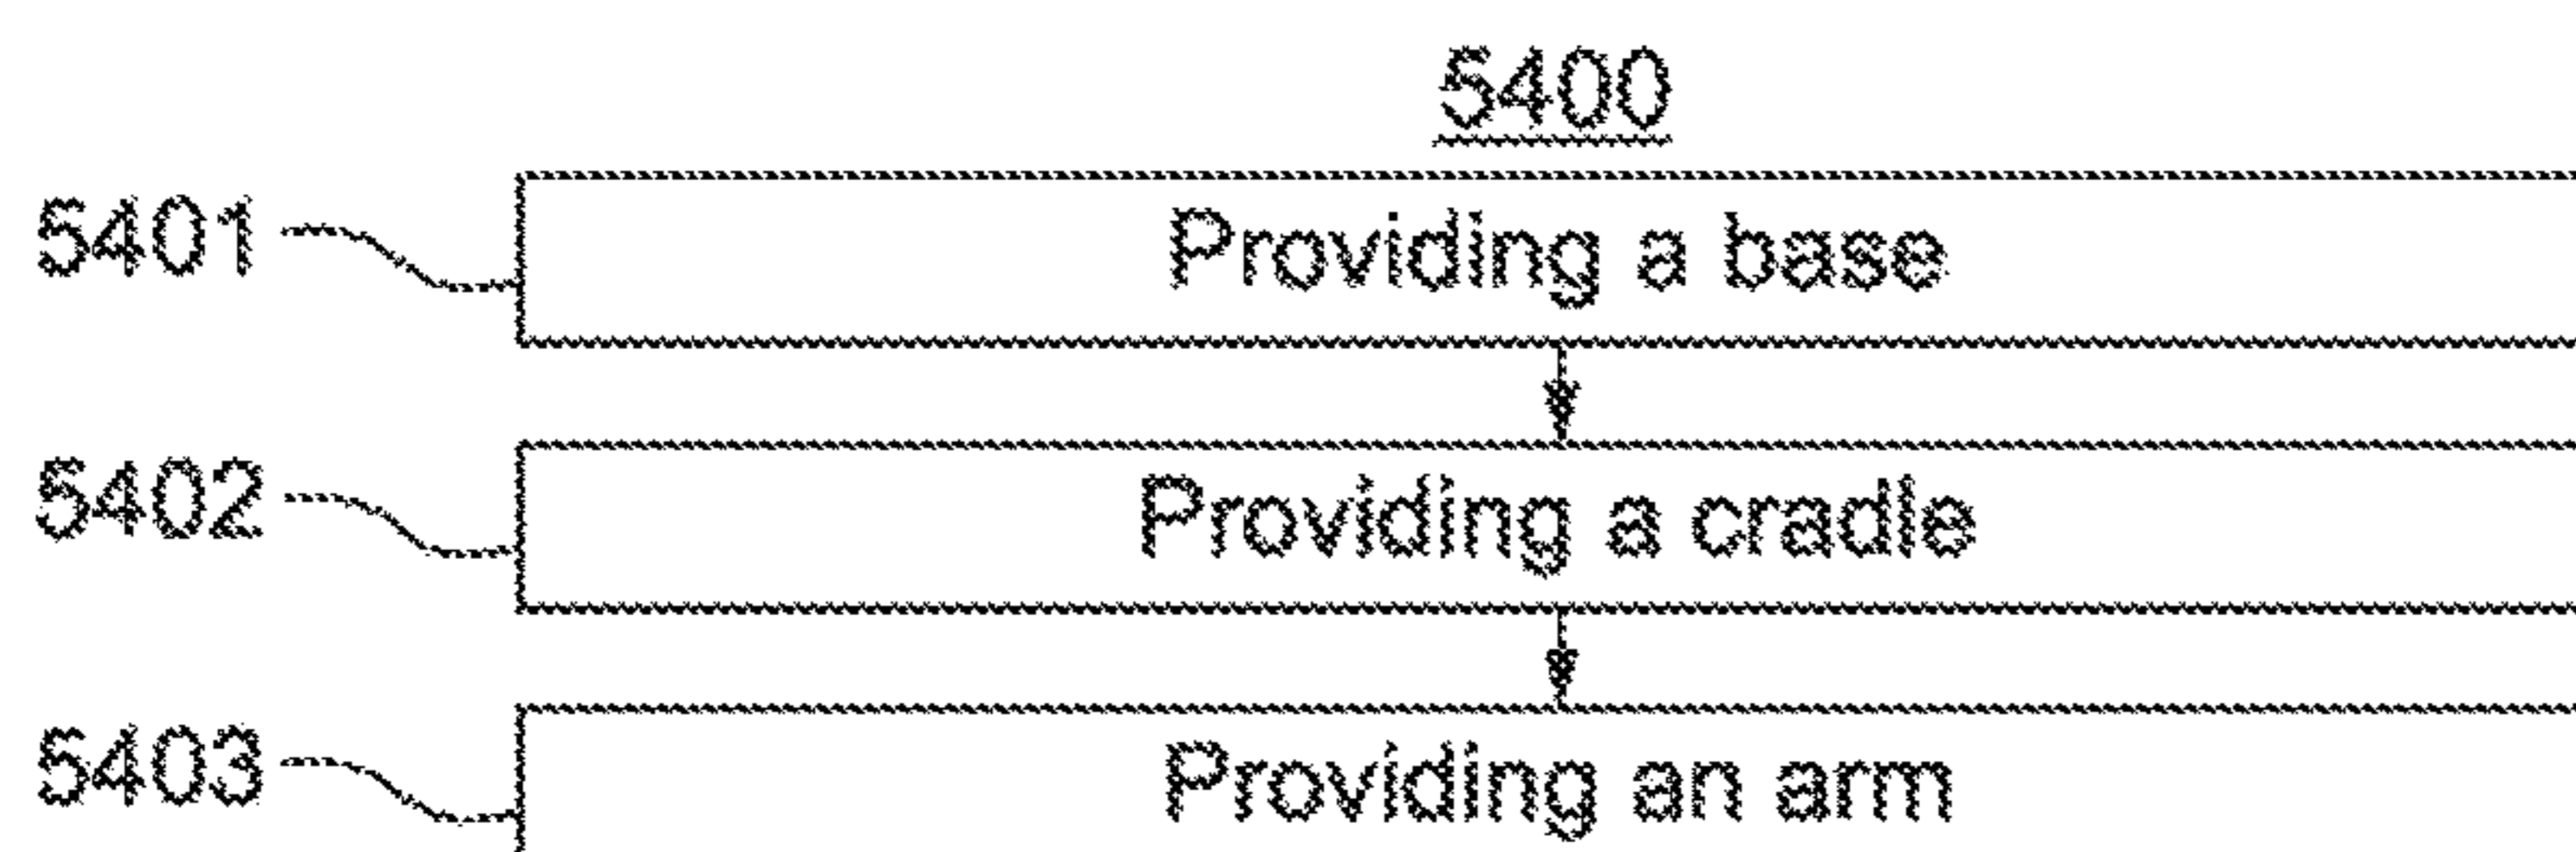 5400
5401 Providing a base
5402 Providing a cradle
5403 Providing an arm